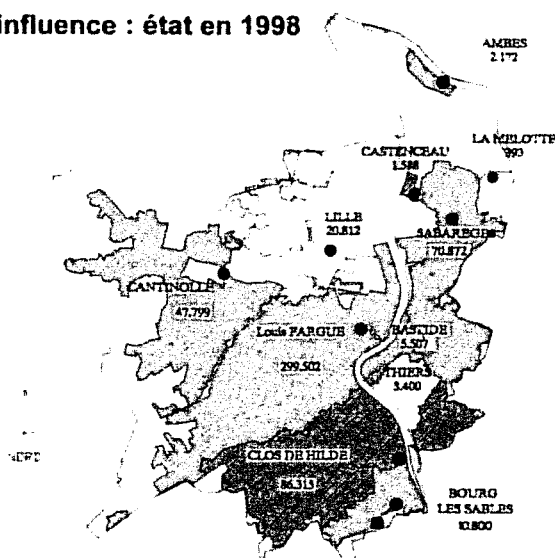 influence : état en 1998
AMBES
2.172
LA MELOTTE
993
CASTENCEAU
1.588
LILLE
20.812
SABAREGES
70.872
CANTINOLLE
47.799
Louis FARGUE
299.502
BASTIDE
5.507
THIERS
3.400
CLOS DE HILDE
86.313
NORD
BOURG
LES SABLES
10.800